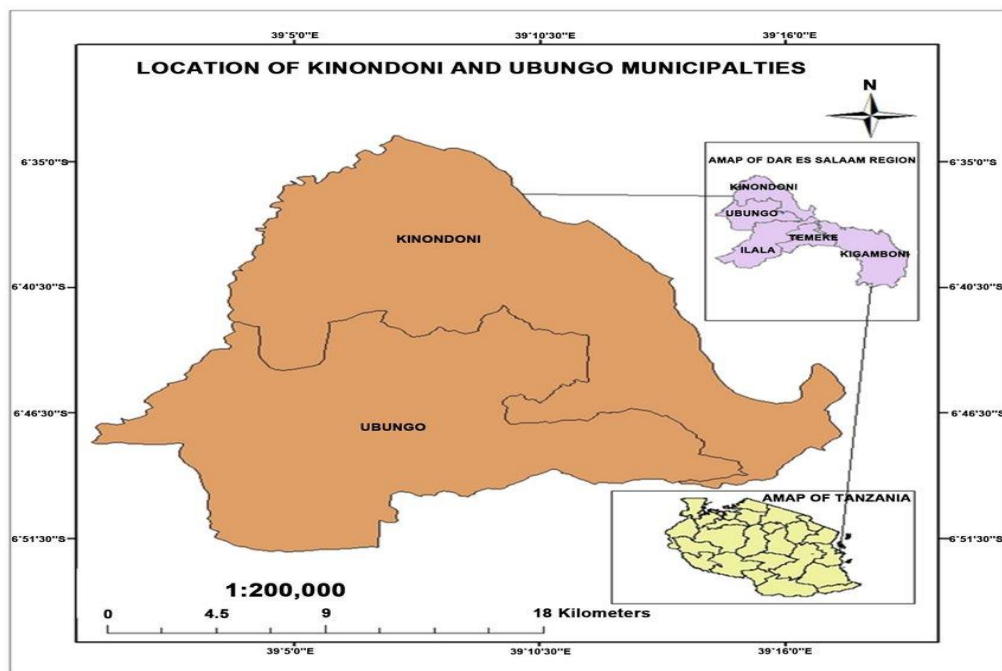 39°5'0"E 39°10'30"E 39°16'0"E
LOCATION OF KINONDONI AND UBUNGO MUNICIPALTIES
N
6°35'0"S 6°35'0"S
AMAP OF DAR ES SALAAM REGION
KINONDONI
UBUNGO
TEMEKE
ILALA
KIGAMBONI
KINONDONI
6°40'30"S 6°40'30"S
6°46'30"S 6°46'30"S
UBUNGO
AMAP OF TANZANIA
6°51'30"S 6°51'30"S
1:200,000
0 4.5 9 18 Kilometers
39°5'0"E 39°10'30"E 39°16'0"E